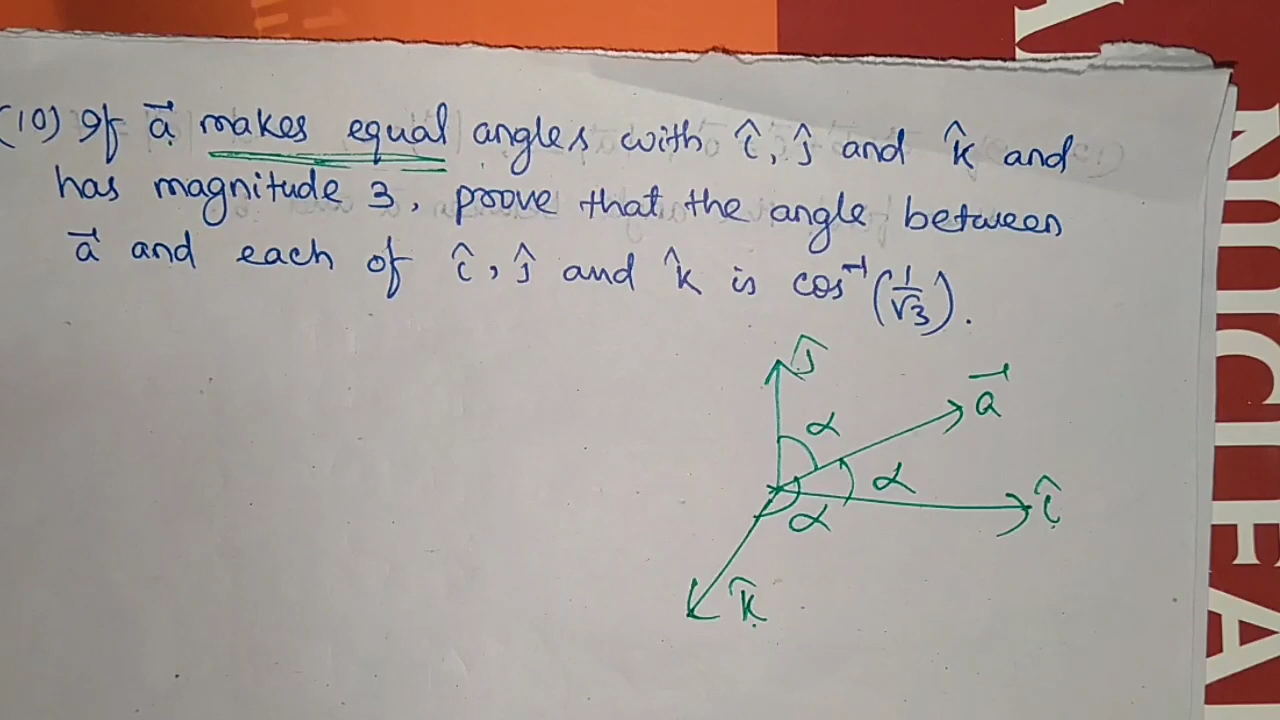 (10) If a⃗ makes equal angles with î, ĵ and k̂ and
has magnitude 3, prove that the angle between
a⃗ and each of î, ĵ and k̂ is cos⁻¹(1/√3).
ĵ
a⃗
α
α
î
α
k̂